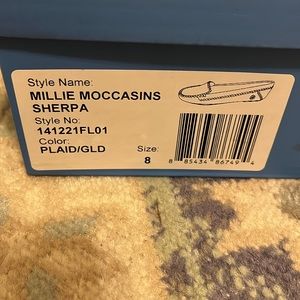 Style Name:
MILLIE MOCCASINS
SHERPA
Style No:
141221FL01
Color:
PLAID/GLD
Size:
8
8 85434 86749 4